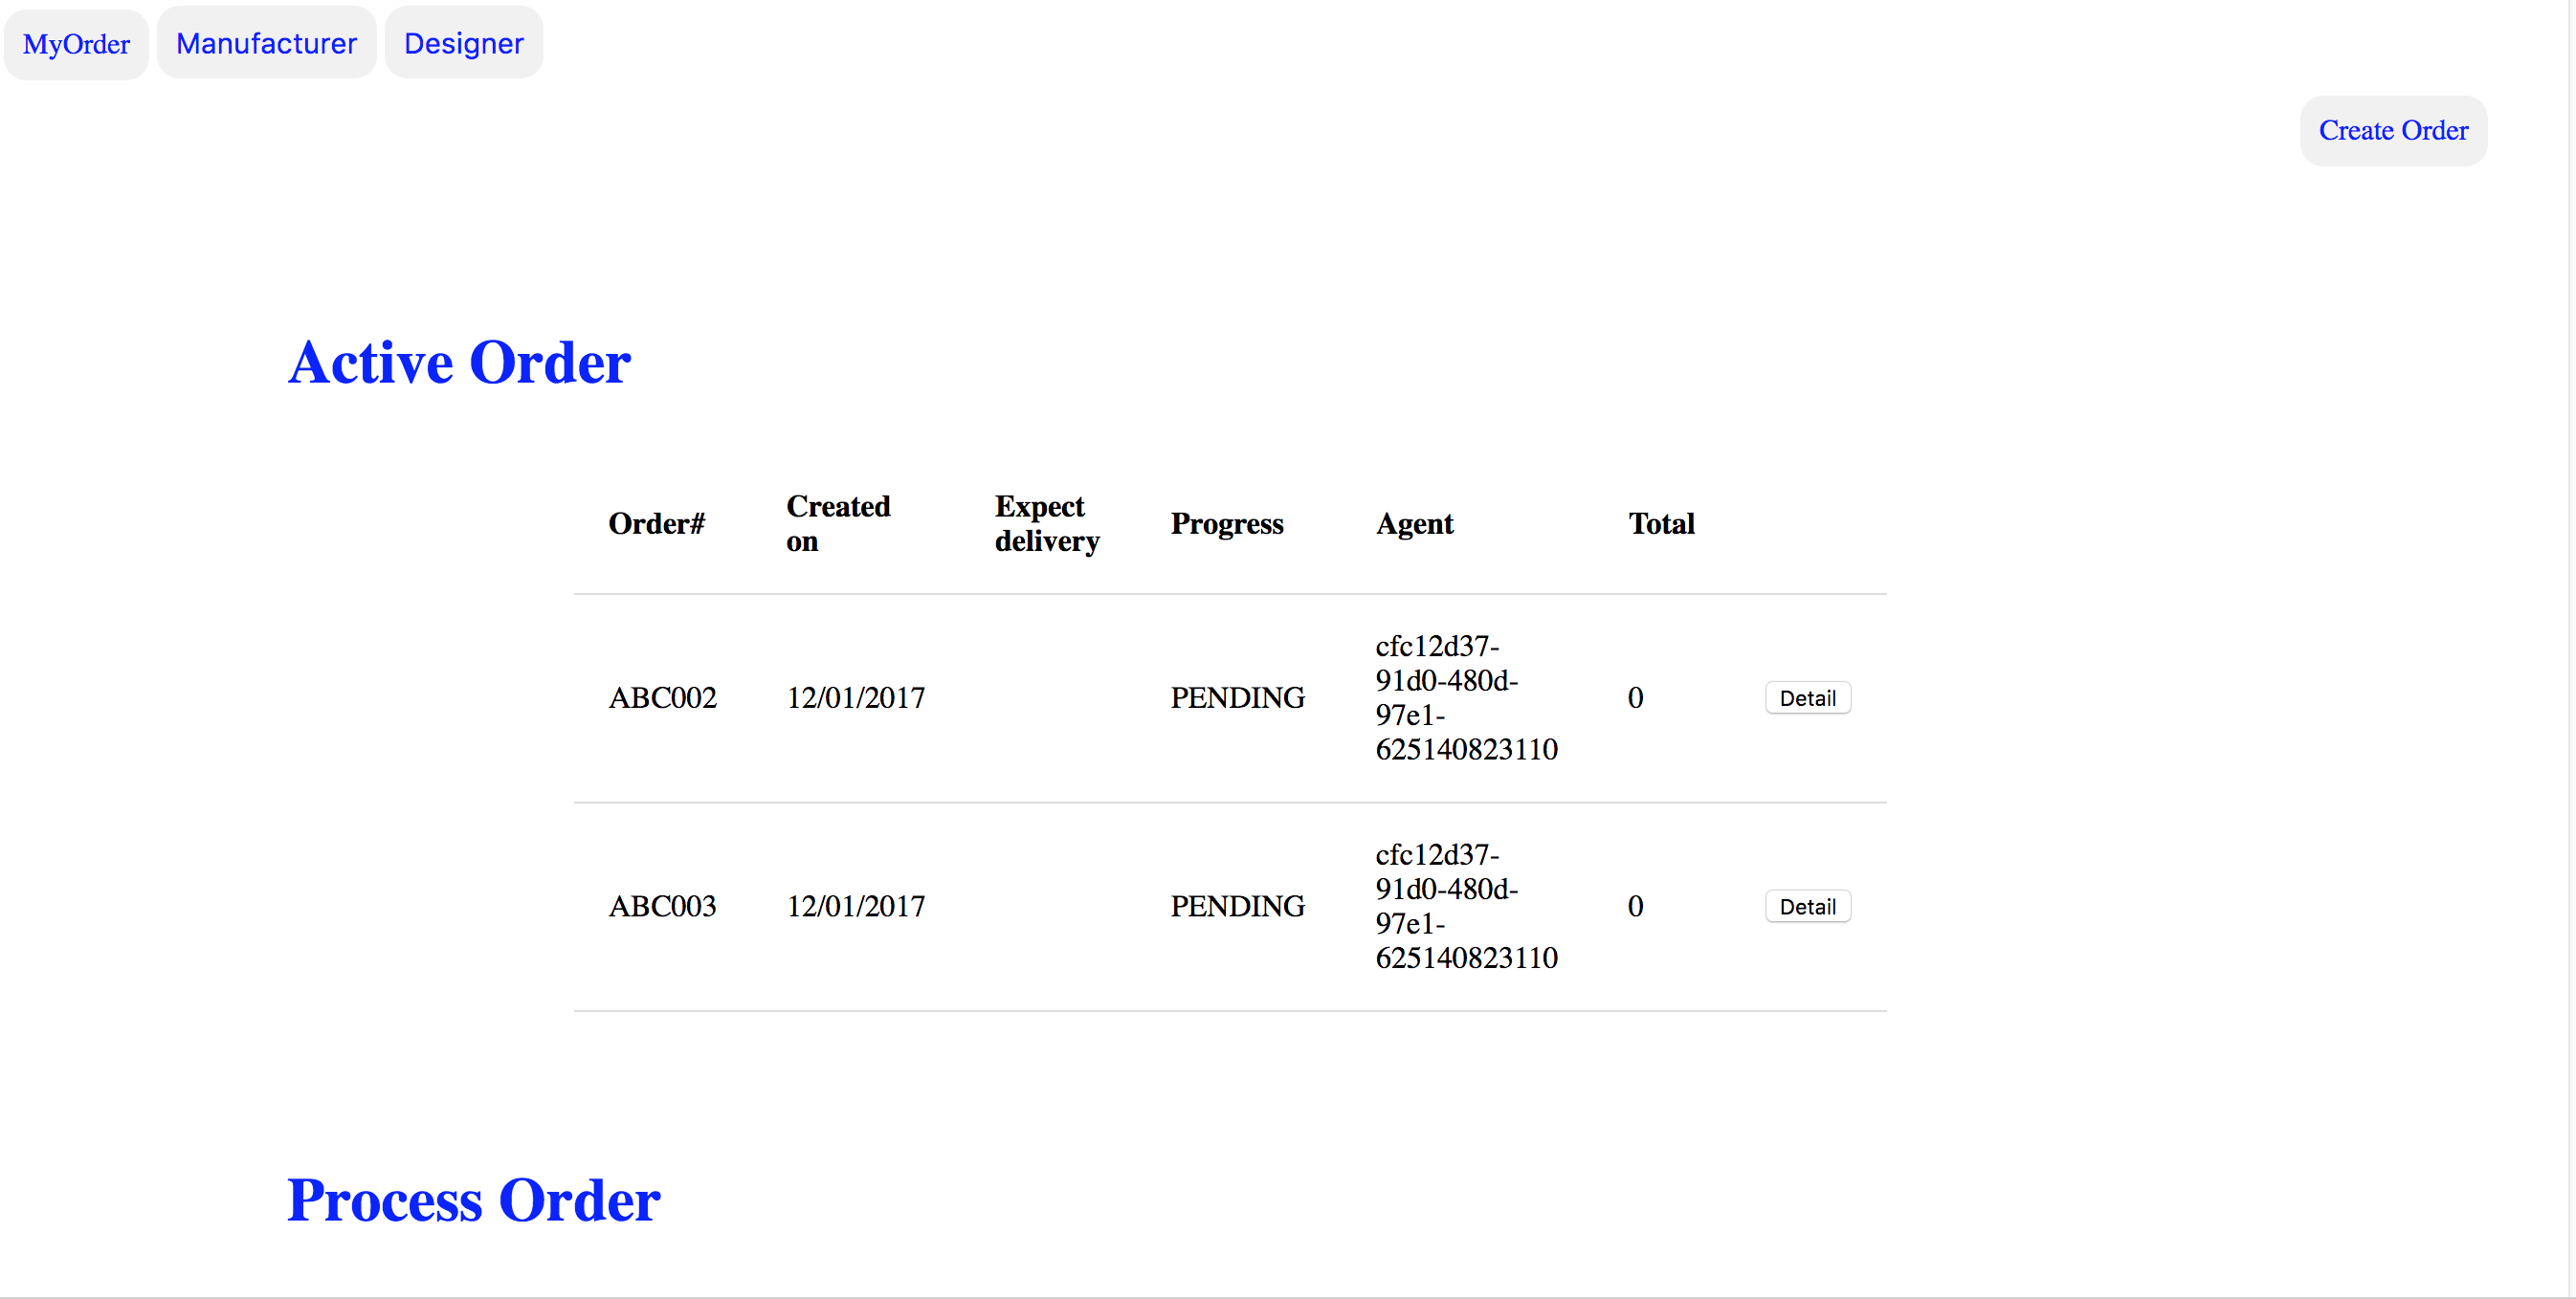 MyOrder Manufacturer Designer
Create Order
Active Order
Order# Created on Expect delivery Progress Agent Total
ABC002 12/01/2017 PENDING cfc12d37-91d0-480d-97e1-625140823110 0 Detail
ABC003 12/01/2017 PENDING cfc12d37-91d0-480d-97e1-625140823110 0 Detail
Process Order